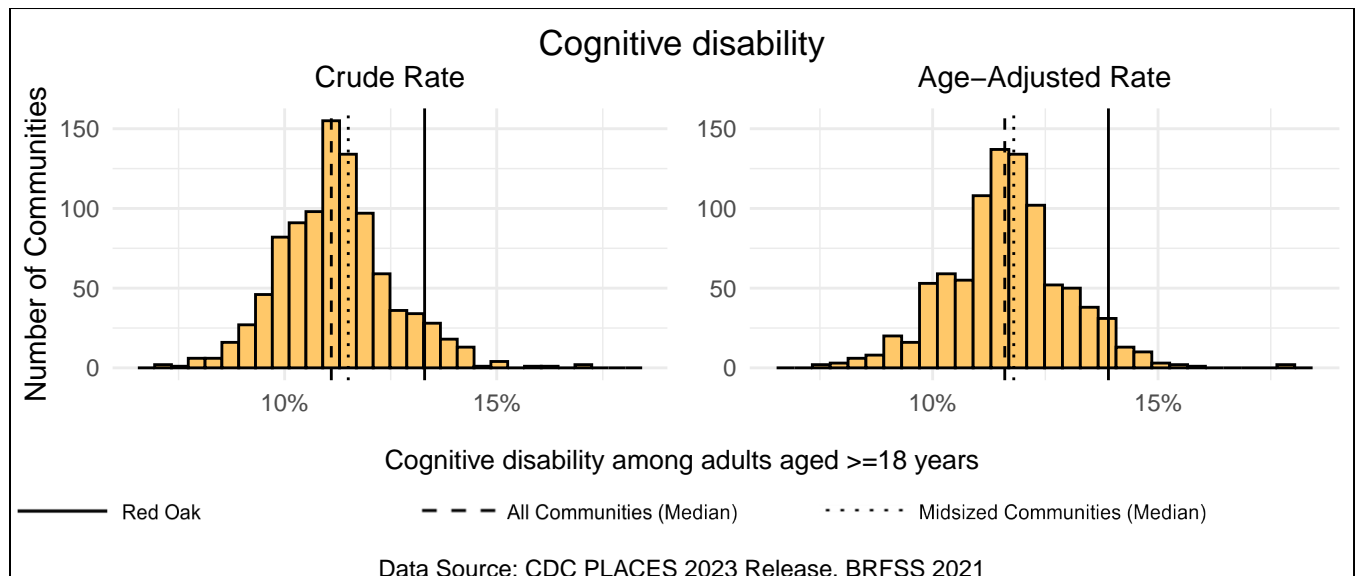 Cognitive disability
Crude Rate
Age−Adjusted Rate
Number of Communities
150
100
50
0
10%
15%
150
100
50
0
10%
15%
Cognitive disability among adults aged >=18 years
Red Oak
All Communities (Median)
Midsized Communities (Median)
Data Source: CDC PLACES 2023 Release, BRFSS 2021